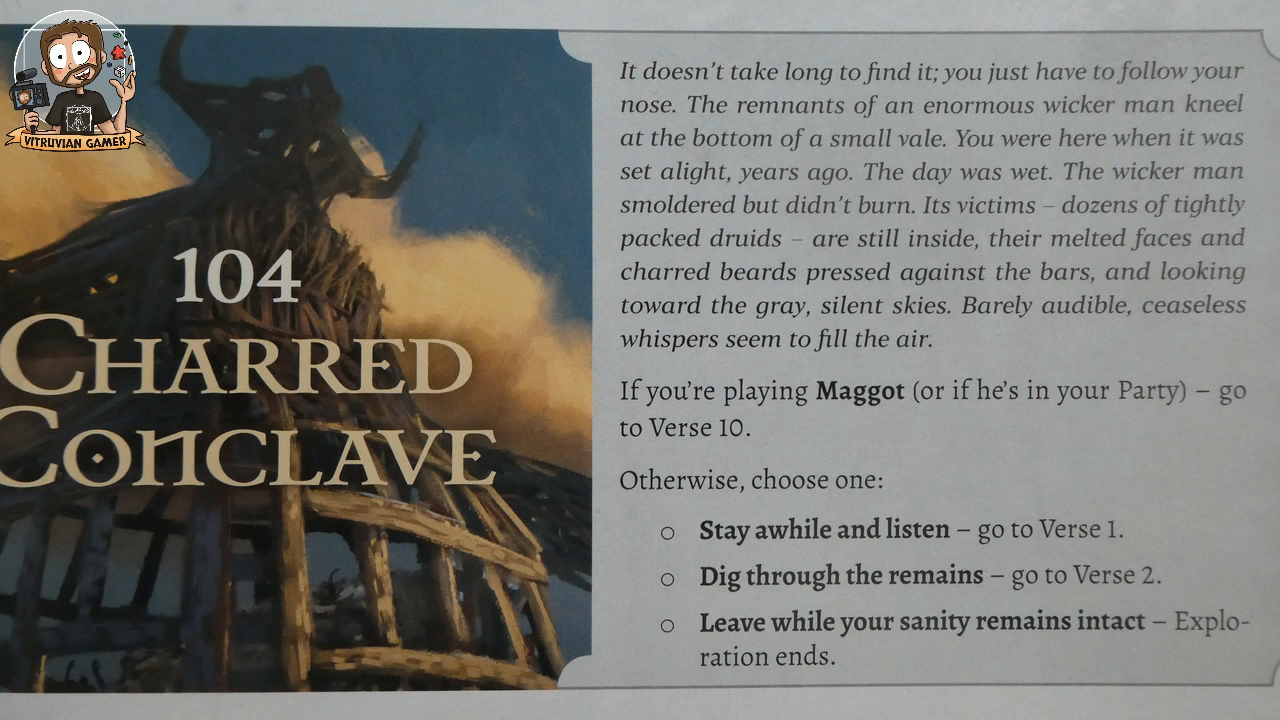 VITRUVIAN GAMER
104
CHARRED
CONCLAVE
It doesn't take long to find it; you just have to follow your
nose. The remnants of an enormous wicker man kneel
at the bottom of a small vale. You were here when it was
set alight, years ago. The day was wet. The wicker man
smoldered but didn't burn. Its victims – dozens of tightly
packed druids – are still inside, their melted faces and
charred beards pressed against the bars, and looking
toward the gray, silent skies. Barely audible, ceaseless
whispers seem to fill the air.
If you're playing Maggot (or if he's in your Party) – go
to Verse 10.
Otherwise, choose one:
○ Stay awhile and listen – go to Verse 1.
○ Dig through the remains – go to Verse 2.
○ Leave while your sanity remains intact – Explo-
ration ends.